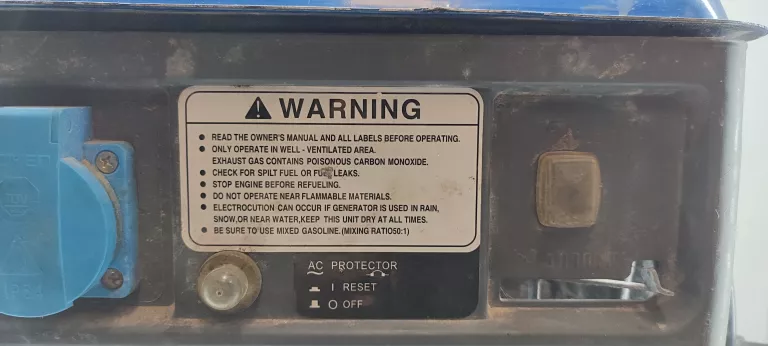 WARNING
● READ THE OWNER'S MANUAL AND ALL LABELS BEFORE OPERATING.
● ONLY OPERATE IN WELL - VENTILATED AREA.
EXHAUST GAS CONTAINS POISONOUS CARBON MONOXIDE.
● CHECK FOR SPILT FUEL OR FUEL LEAKS.
● STOP ENGINE BEFORE REFUELING.
● DO NOT OPERATE NEAR FLAMMABLE MATERIALS.
● ELECTROCUTION CAN OCCUR IF GENERATOR IS USED IN RAIN,
SNOW,OR NEAR WATER,KEEP THIS UNIT DRY AT ALL TIMES.
● BE SURE TO USE MIXED GASOLINE.(MIXING RATIO50:1)
AC PROTECTOR
I RESET
O OFF